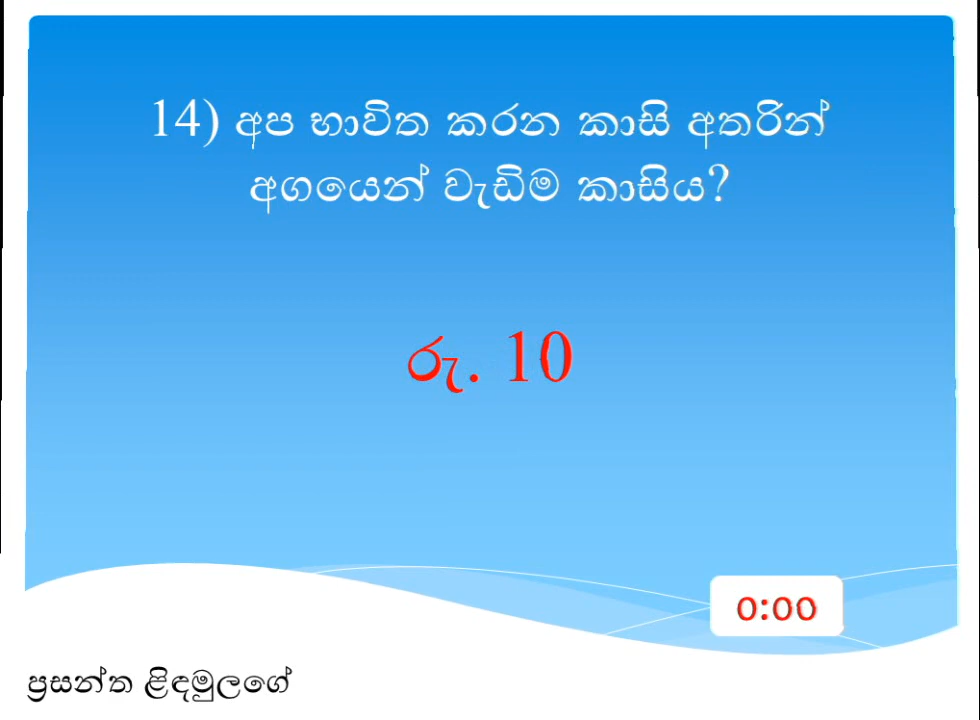 14) අප භාවිත කරන කාසි අතරින්
අගයෙන් වැඩිම කාසිය?
රු. 10
0:00
ප්‍රසන්ත ළිඳමුලගේ